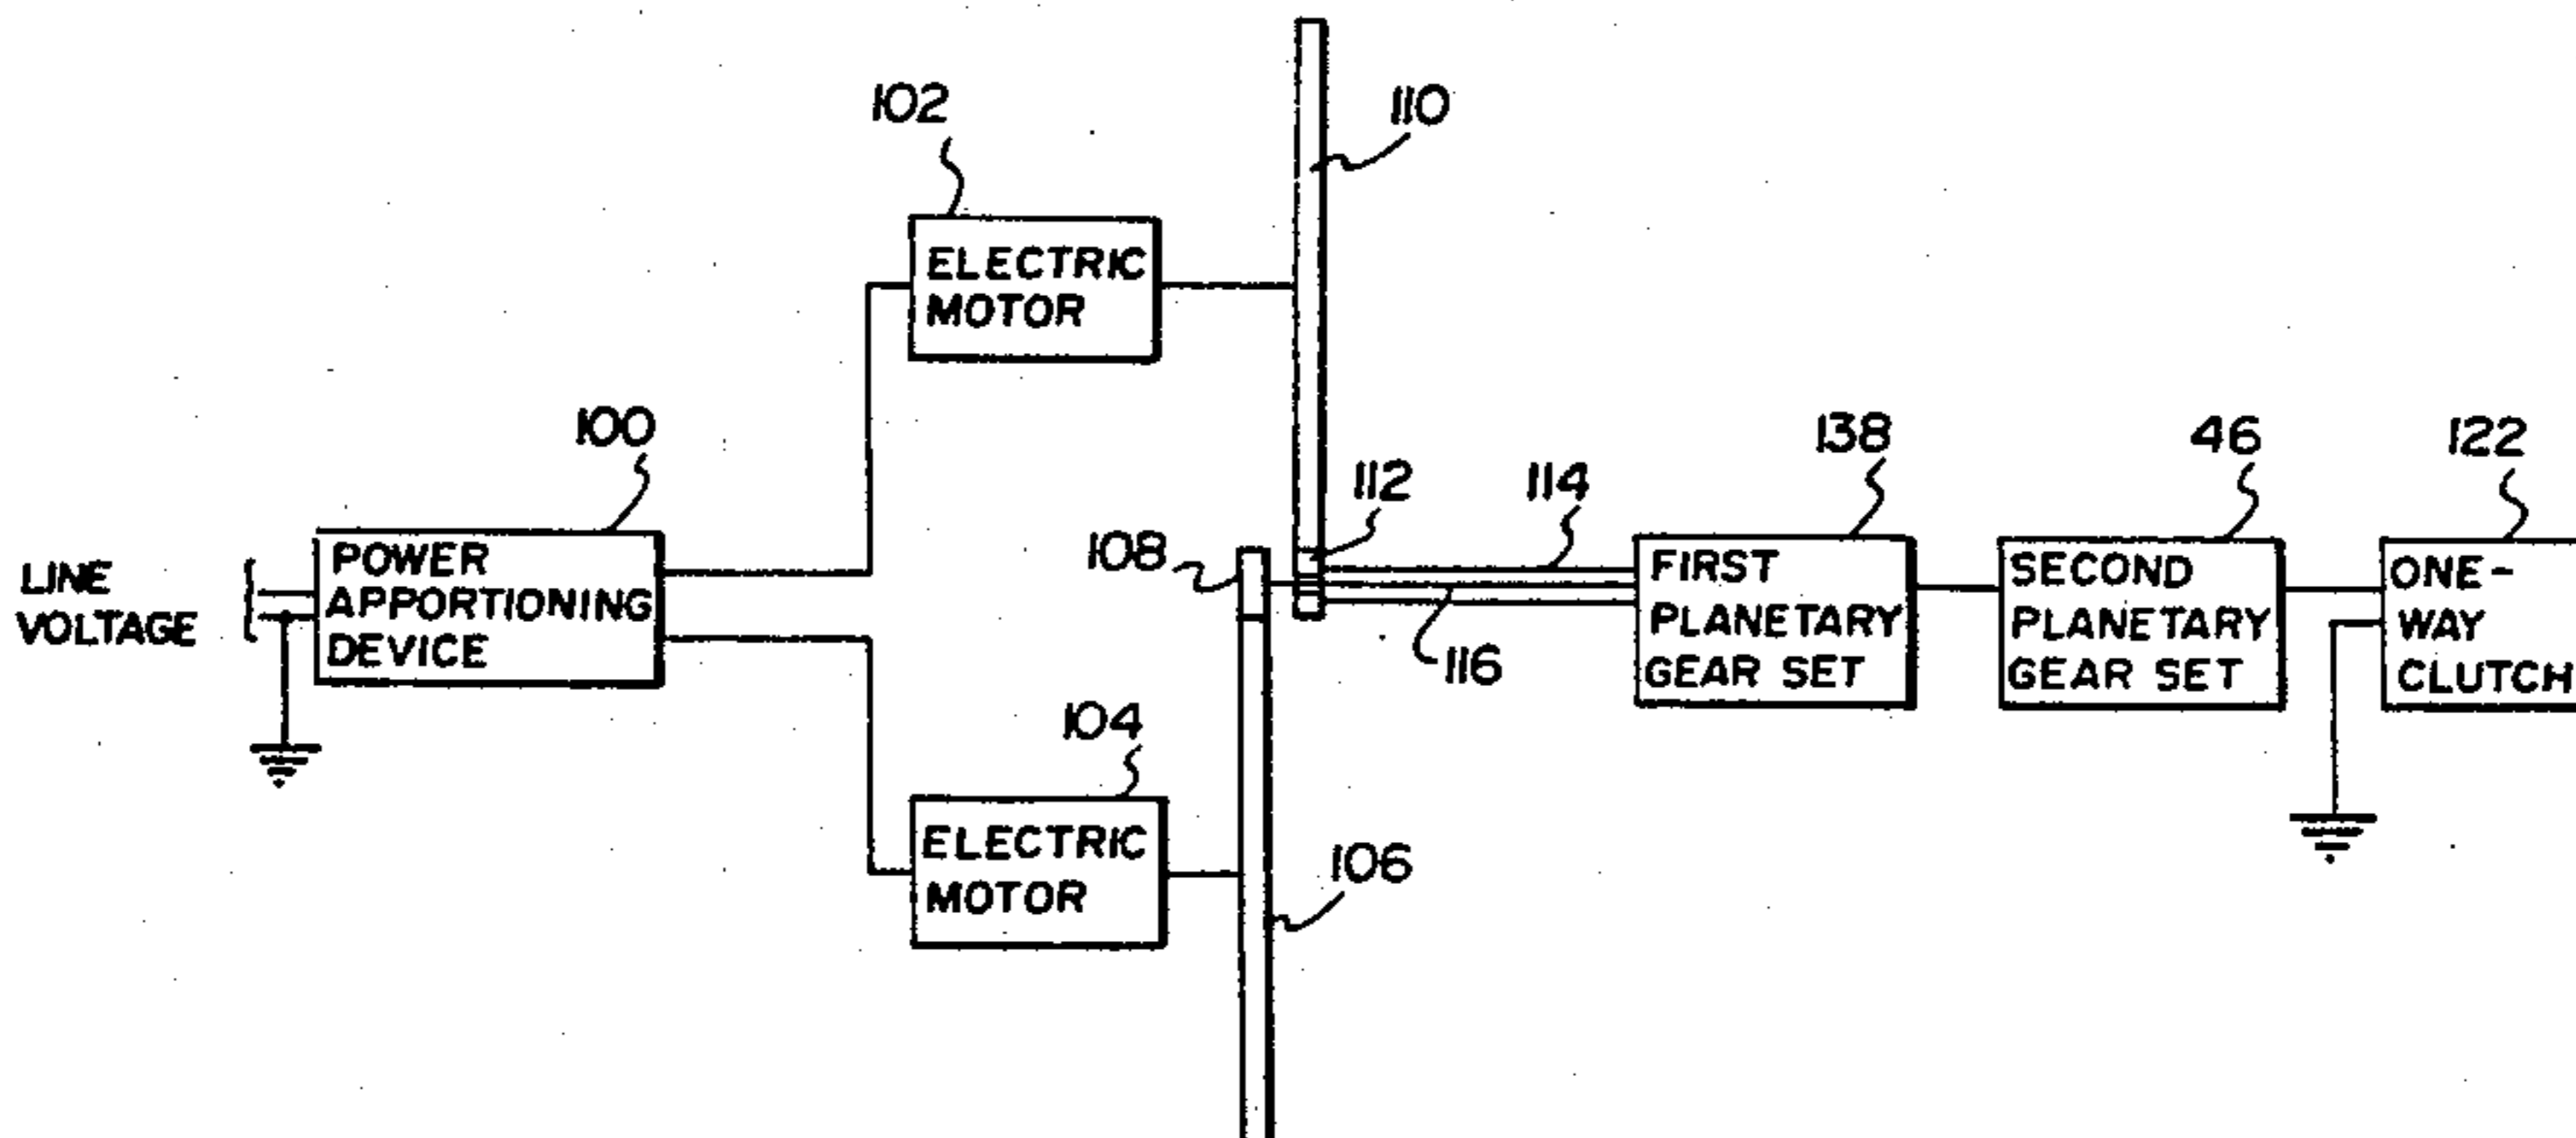 102
110
ELECTRIC
MOTOR
100
112
114
138
46
122
108
LINE
VOLTAGE
POWER
APPORTIONING
DEVICE
FIRST
PLANETARY
GEAR SET
SECOND
PLANETARY
GEAR SET
ONE-
WAY
CLUTCH
116
104
ELECTRIC
MOTOR
106